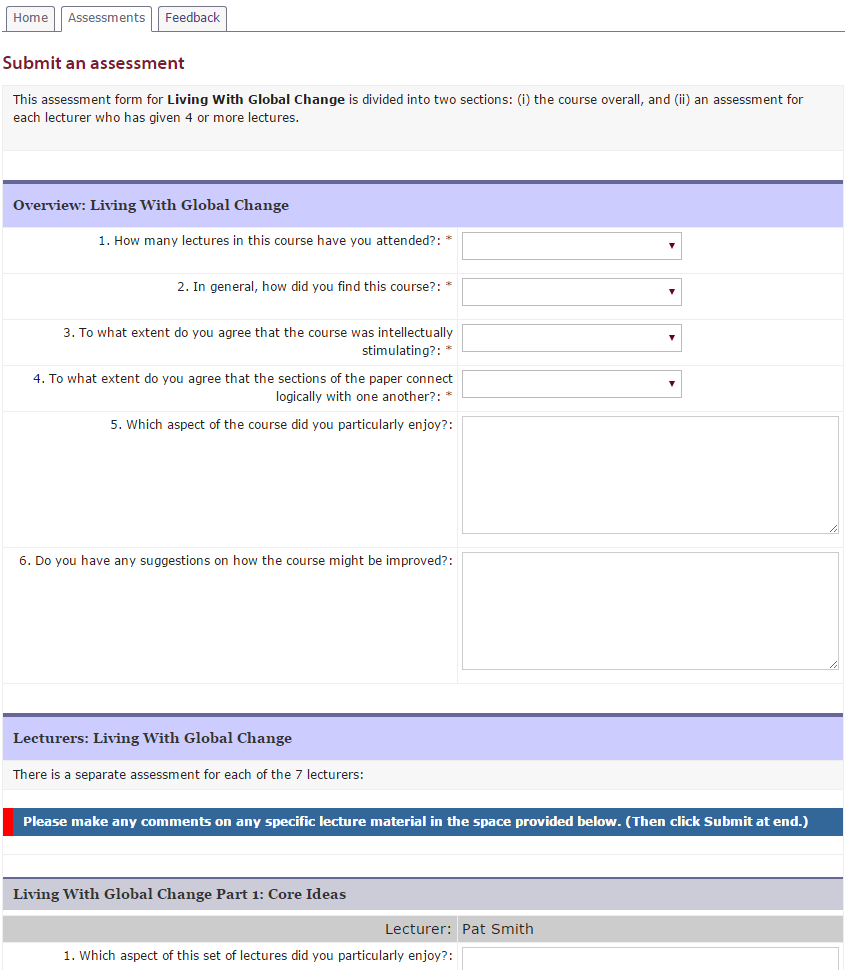 Home
Assessments
Feedback
Submit an assessment
This assessment form for Living With Global Change is divided into two sections: (i) the course overall, and (ii) an assessment for
each lecturer who has given 4 or more lectures.
Overview: Living With Global Change
1. How many lectures in this course have you attended?: *
2. In general, how did you find this course?: *
3. To what extent do you agree that the course was intellectually
stimulating?: *
4. To what extent do you agree that the sections of the paper connect
logically with one another?: *
5. Which aspect of the course did you particularly enjoy?:
6. Do you have any suggestions on how the course might be improved?:
Lecturers: Living With Global Change
There is a separate assessment for each of the 7 lecturers:
Please make any comments on any specific lecture material in the space provided below. (Then click Submit at end.)
Living With Global Change Part 1: Core Ideas
Lecturer: Pat Smith
1. Which aspect of this set of lectures did you particularly enjoy?: